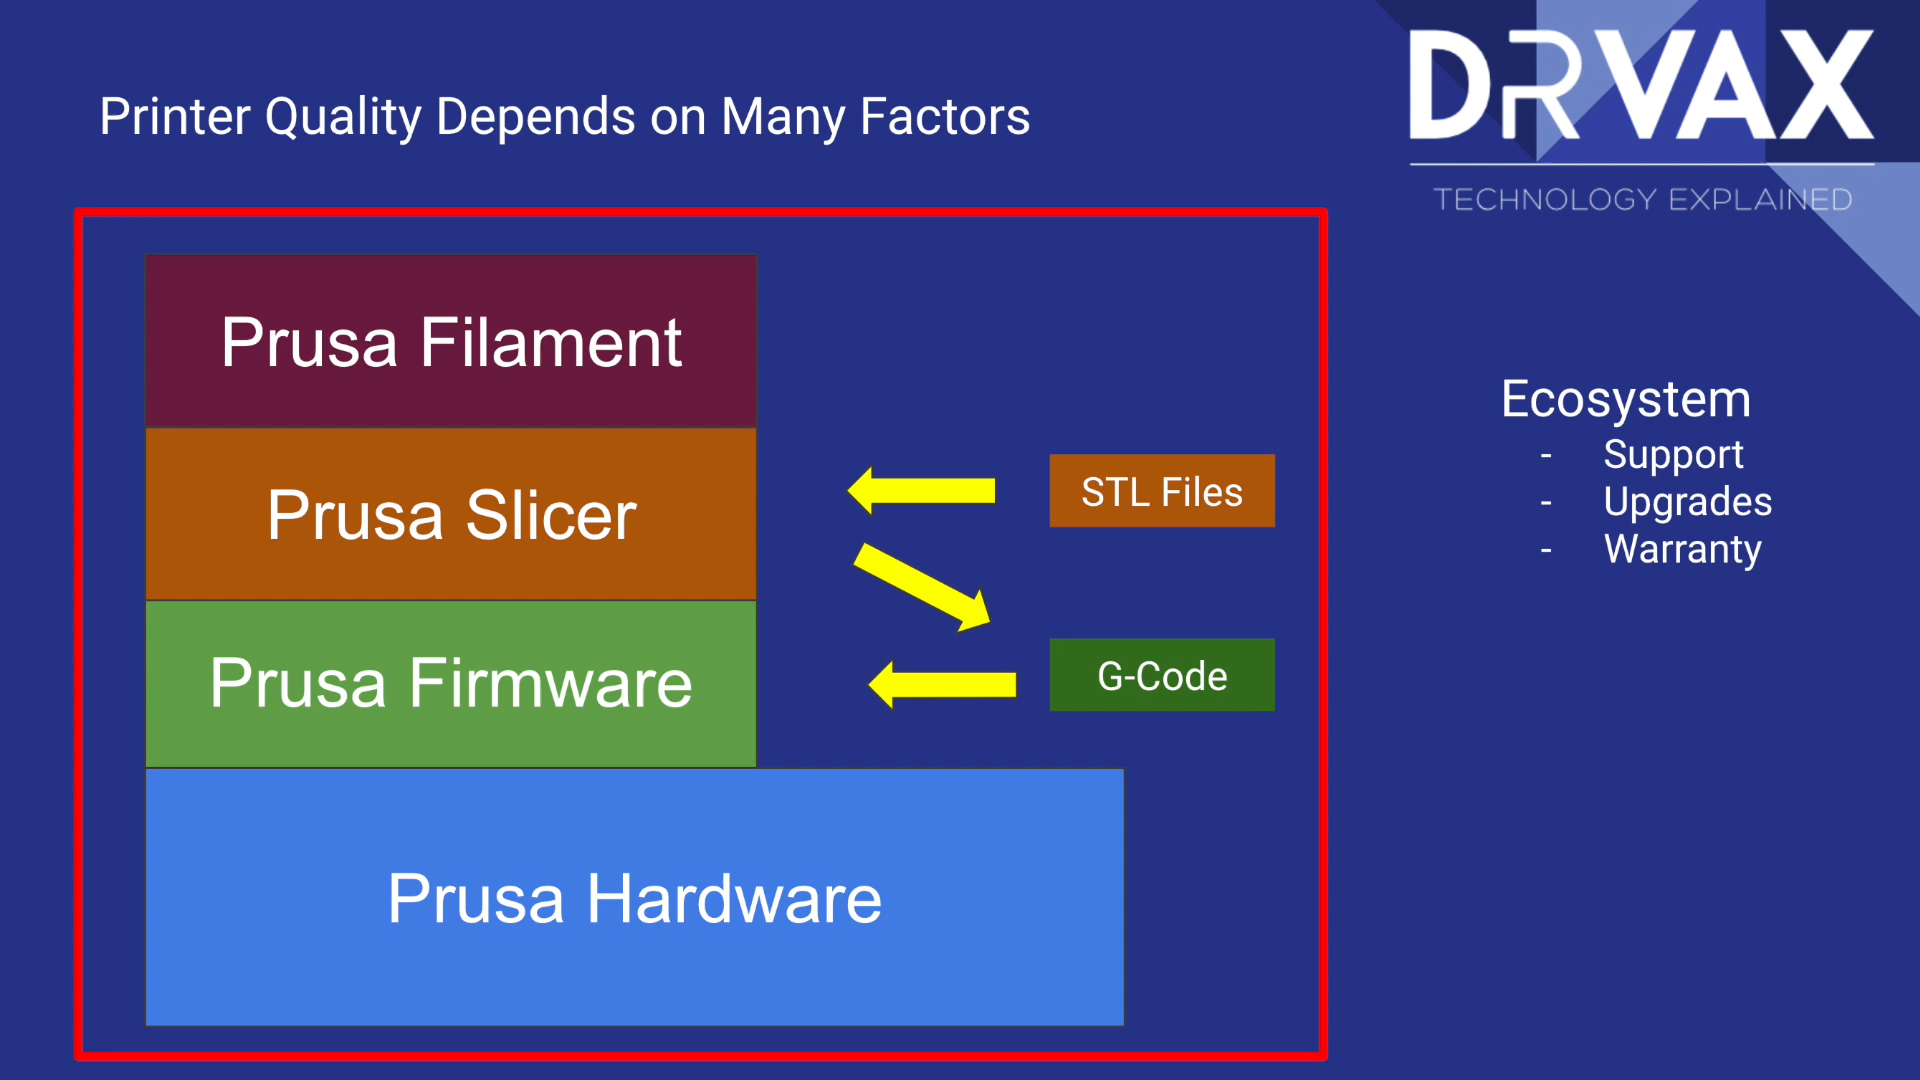 Printer Quality Depends on Many Factors
DRVAX
TECHNOLOGY EXPLAINED
Prusa Filament
Prusa Slicer
STL Files
Prusa Firmware
G-Code
Prusa Hardware
Ecosystem
- Support
- Upgrades
- Warranty